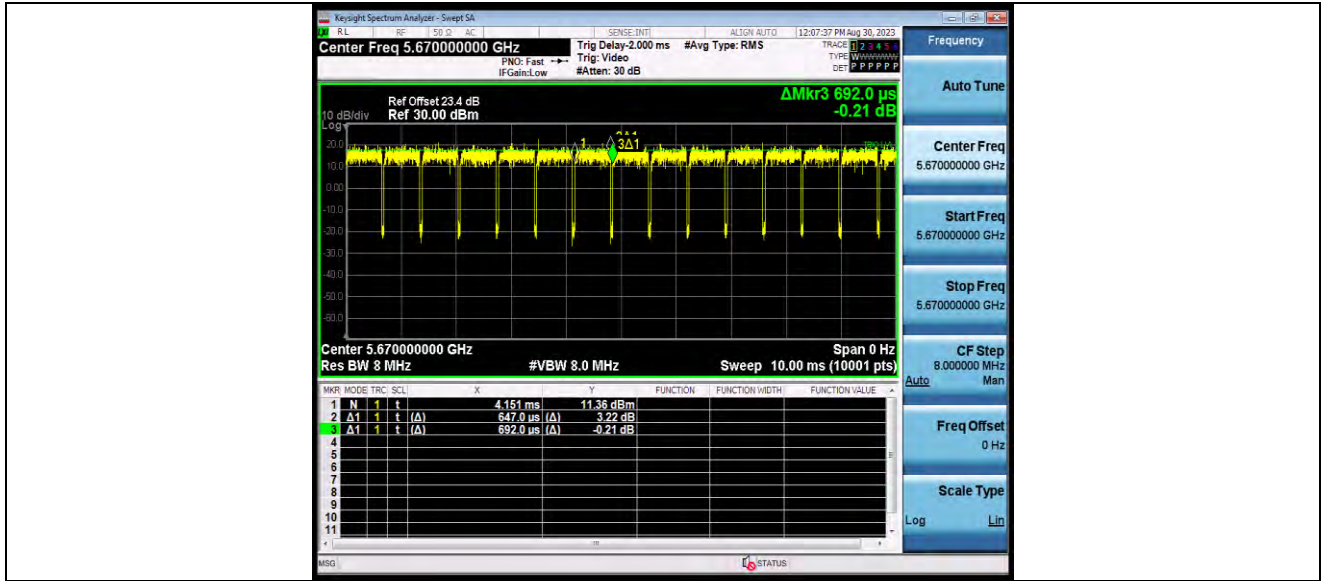 Keysight Spectrum Analyzer - Swept SA
RL RF 50 Ω AC SENSE:INT ALIGN AUTO 12:07:37 PM Aug 30, 2023
Center Freq 5.670000000 GHz
PNO: Fast
IFGain:Low
Trig Delay-2.000 ms
Trig: Video
#Atten: 30 dB
#Avg Type: RMS
TRACE 1 2 3 4 5 6
TYPE WWWWWW
DET P P P P P P
ΔMkr3 692.0 µs
-0.21 dB
Ref Offset 23.4 dB
10 dB/div Ref 30.00 dBm
Log
20.0
10.0
0.00
-10.0
-20.0
-30.0
-40.0
-50.0
-60.0
1
3Δ1
Center 5.670000000 GHz Span 0 Hz
Res BW 8 MHz #VBW 8.0 MHz Sweep 10.00 ms (10001 pts)
MKR MODE TRC SCL X Y FUNCTION FUNCTION WIDTH FUNCTION VALUE
1 N 1 t 4.151 ms 11.36 dBm
2 Δ1 1 t (Δ) 647.0 µs (Δ) 3.22 dB
3 Δ1 1 t (Δ) 692.0 µs (Δ) -0.21 dB
4
5
6
7
8
9
10
11
MSG STATUS
Frequency
Auto Tune
Center Freq
5.670000000 GHz
Start Freq
5.670000000 GHz
Stop Freq
5.670000000 GHz
CF Step
8.000000 MHz
Auto Man
Freq Offset
0 Hz
Scale Type
Log Lin